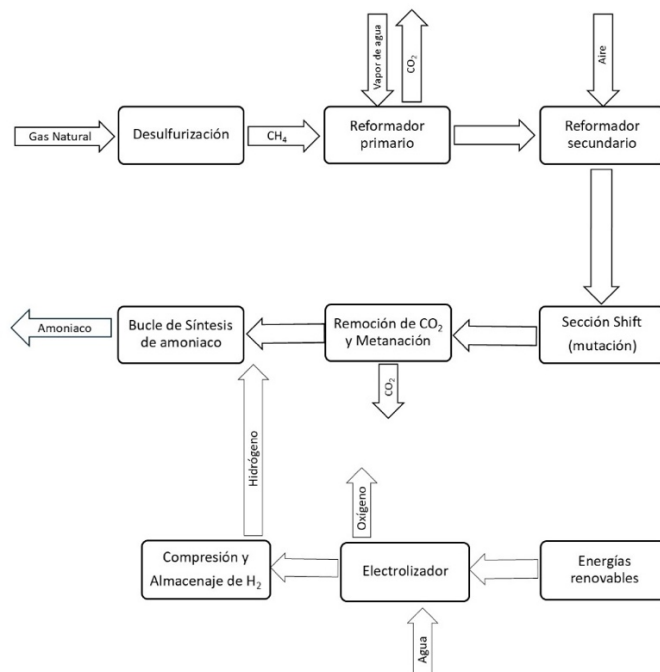 Vapor de agua
CO₂
Aire
Gas Natural
Desulfurización
CH₄
Reformador
primario
Reformador
secundario
Amoniaco
Bucle de Síntesis
de amoniaco
Remoción de CO₂
y Metanación
Sección Shift
(mutación)
CO₂
Hidrógeno
Oxígeno
Compresión y
Almacenaje de H₂
Electrolizador
Energías
renovables
Agua